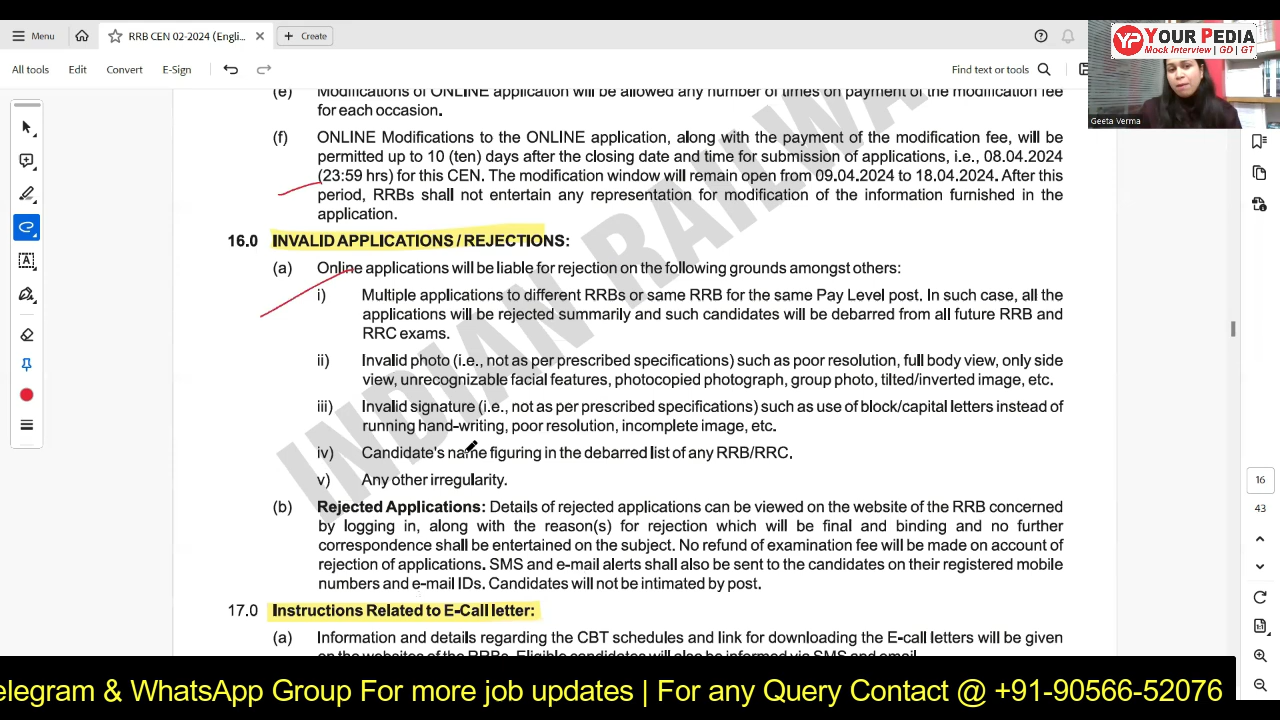 Menu
RRB CEN 02-2024 (Engli...
Create
YP YOUR PEDIA
Mock Interview | GD | GT
All tools
Edit
Convert
E-Sign
Find text or tools
Geeta Verma
(e) Modifications of ONLINE application will be allowed any number of times on payment of the modification fee
for each occasion.
(f) ONLINE Modifications to the ONLINE application, along with the payment of the modification fee, will be
permitted up to 10 (ten) days after the closing date and time for submission of applications, i.e., 08.04.2024
(23:59 hrs) for this CEN. The modification window will remain open from 09.04.2024 to 18.04.2024. After this
period, RRBs shall not entertain any representation for modification of the information furnished in the
application.
16.0 INVALID APPLICATIONS / REJECTIONS:
(a) Online applications will be liable for rejection on the following grounds amongst others:
i) Multiple applications to different RRBs or same RRB for the same Pay Level post. In such case, all the
applications will be rejected summarily and such candidates will be debarred from all future RRB and
RRC exams.
ii) Invalid photo (i.e., not as per prescribed specifications) such as poor resolution, full body view, only side
view, unrecognizable facial features, photocopied photograph, group photo, tilted/inverted image, etc.
iii) Invalid signature (i.e., not as per prescribed specifications) such as use of block/capital letters instead of
running hand-writing, poor resolution, incomplete image, etc.
iv) Candidate's name figuring in the debarred list of any RRB/RRC.
v) Any other irregularity.
(b) Rejected Applications: Details of rejected applications can be viewed on the website of the RRB concerned
by logging in, along with the reason(s) for rejection which will be final and binding and no further
correspondence shall be entertained on the subject. No refund of examination fee will be made on account of
rejection of applications. SMS and e-mail alerts shall also be sent to the candidates on their registered mobile
numbers and e-mail IDs. Candidates will not be intimated by post.
17.0 Instructions Related to E-Call letter:
(a) Information and details regarding the CBT schedules and link for downloading the E-call letters will be given
on the websites of the RRBs. Eligible candidates will also be informed via SMS and email.
INDIAN RAILWA
16
43
elegram & WhatsApp Group For more job updates | For any Query Contact @ +91-90566-52076